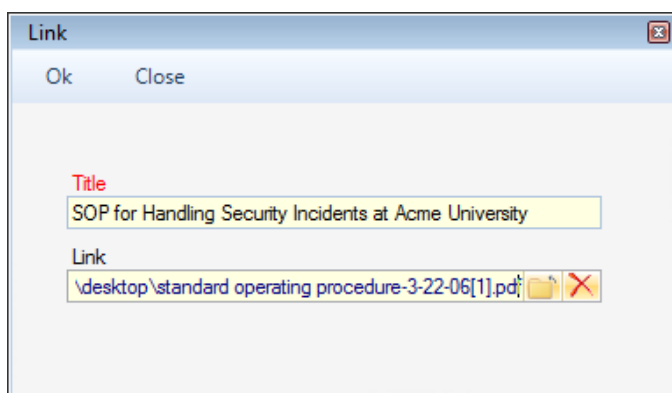 Link
Ok Close
Title
SOP for Handling Security Incidents at Acme University
Link
\desktop\standard operating procedure-3-22-06[1].pdf